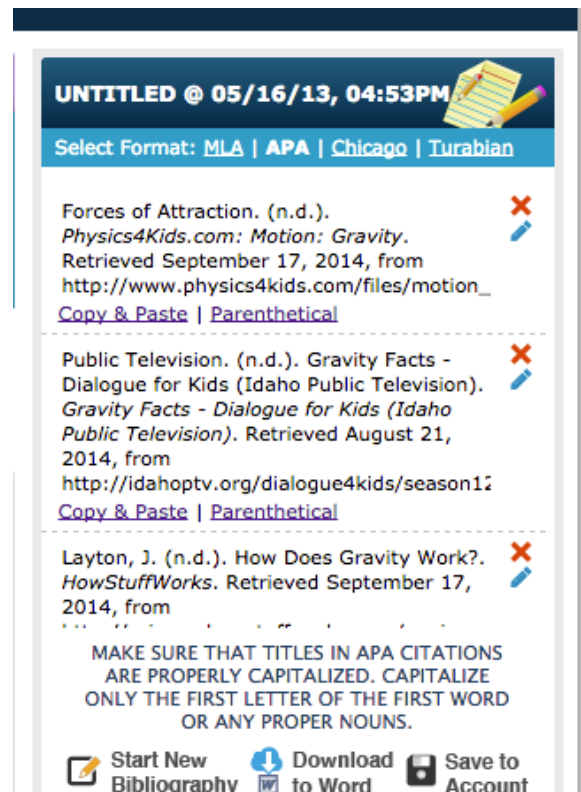 UNTITLED @ 05/16/13, 04:53PM
Select Format: MLA | APA | Chicago | Turabian
Forces of Attraction. (n.d.).
Physics4Kids.com: Motion: Gravity.
Retrieved September 17, 2014, from
http://www.physics4kids.com/files/motion_
Copy & Paste | Parenthetical
Public Television. (n.d.). Gravity Facts -
Dialogue for Kids (Idaho Public Television).
Gravity Facts - Dialogue for Kids (Idaho
Public Television). Retrieved August 21,
2014, from
http://idahoptv.org/dialogue4kids/season12
Copy & Paste | Parenthetical
Layton, J. (n.d.). How Does Gravity Work?.
HowStuffWorks. Retrieved September 17,
2014, from
MAKE SURE THAT TITLES IN APA CITATIONS
ARE PROPERLY CAPITALIZED. CAPITALIZE
ONLY THE FIRST LETTER OF THE FIRST WORD
OR ANY PROPER NOUNS.
Start New Download Save to
Bibliography to Word Account